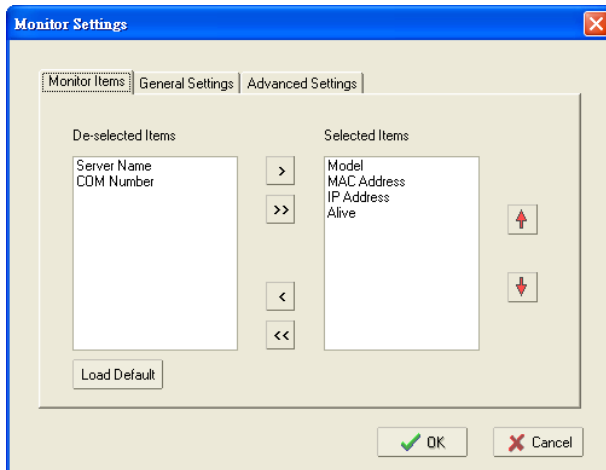 Monitor Settings
Monitor Items
General Settings
Advanced Settings
De-selected Items
Server Name
COM Number
>
>>
<
<<
Selected Items
Model
MAC Address
IP Address
Alive
Load Default
OK
Cancel